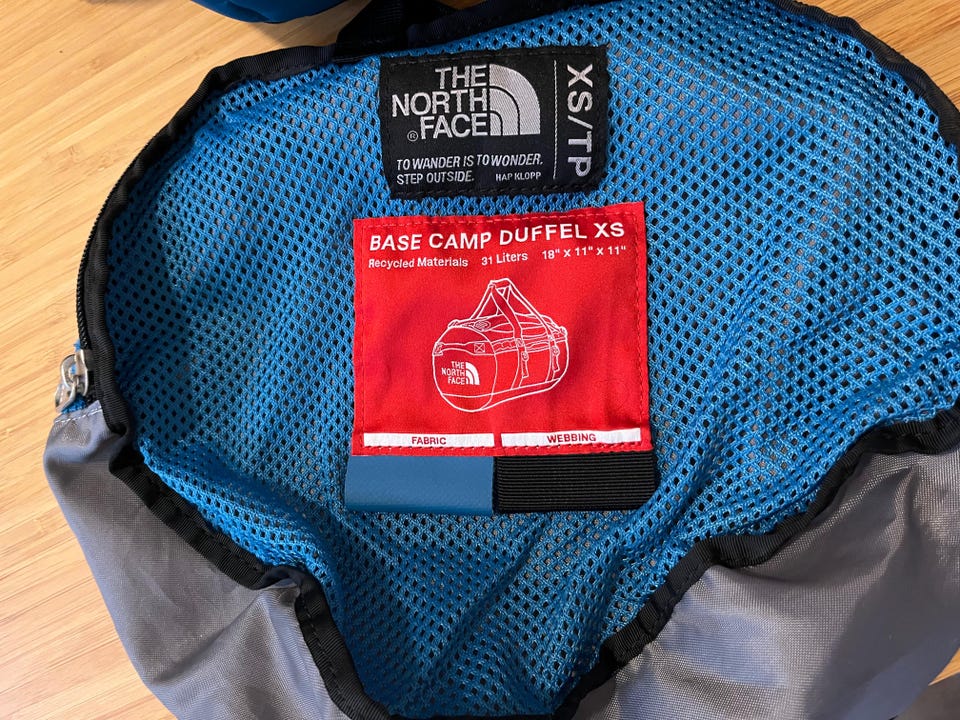 THE
NORTH
FACE
®
XS/TP
TO WANDER IS TO WONDER.
STEP OUTSIDE. HAP KLOPP
BASE CAMP DUFFEL XS
Recycled Materials 31 Liters 18" x 11" x 11"
THE
NORTH
FACE
FABRIC WEBBING